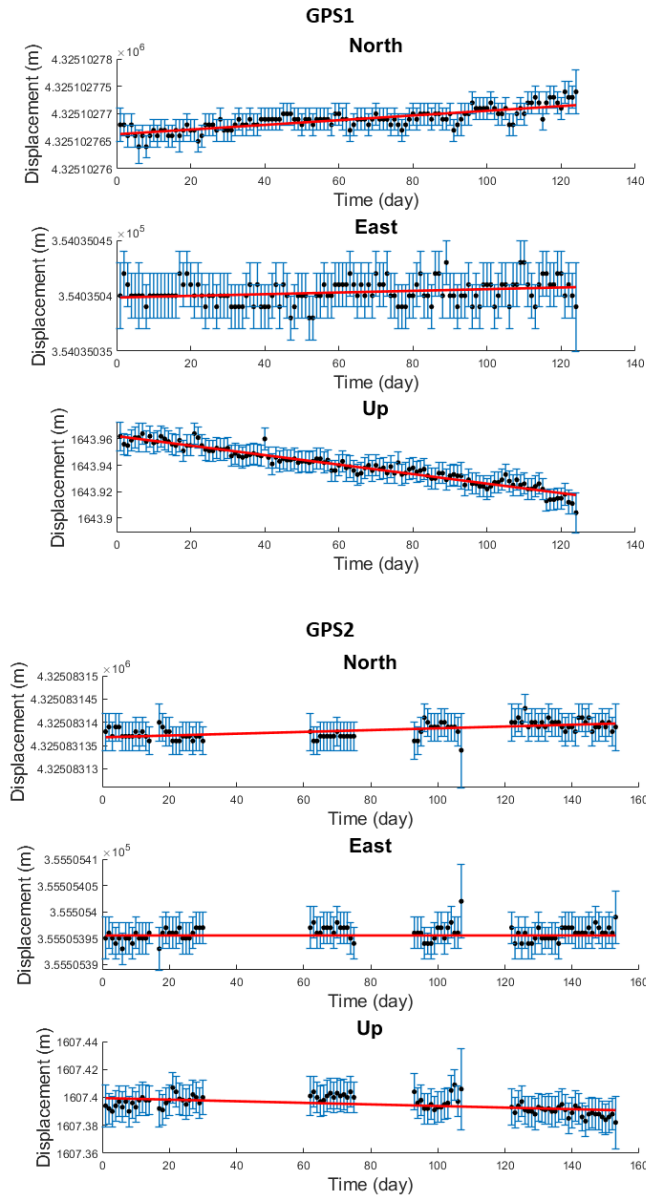 GPS1
North
×10⁶
4.32510278
4.325102775
4.32510277
4.325102765
4.32510276
Displacement (m)
0 20 40 60 80 100 120 140
Time (day)
East
×10⁵
3.54035045
3.5403504
3.54035035
Displacement (m)
0 20 40 60 80 100 120 140
Time (day)
Up
1643.96
1643.94
1643.92
1643.9
Displacement (m)
0 20 40 60 80 100 120 140
Time (day)
GPS2
North
×10⁶
4.32508315
4.325083145
4.32508314
4.325083135
4.32508313
Displacement (m)
0 20 40 60 80 100 120 140 160
Time (day)
East
×10⁵
3.5550541
3.55505405
3.555054
3.55505395
3.5550539
Displacement (m)
0 20 40 60 80 100 120 140 160
Time (day)
Up
1607.44
1607.42
1607.4
1607.38
1607.36
Displacement (m)
0 20 40 60 80 100 120 140 160
Time (day)